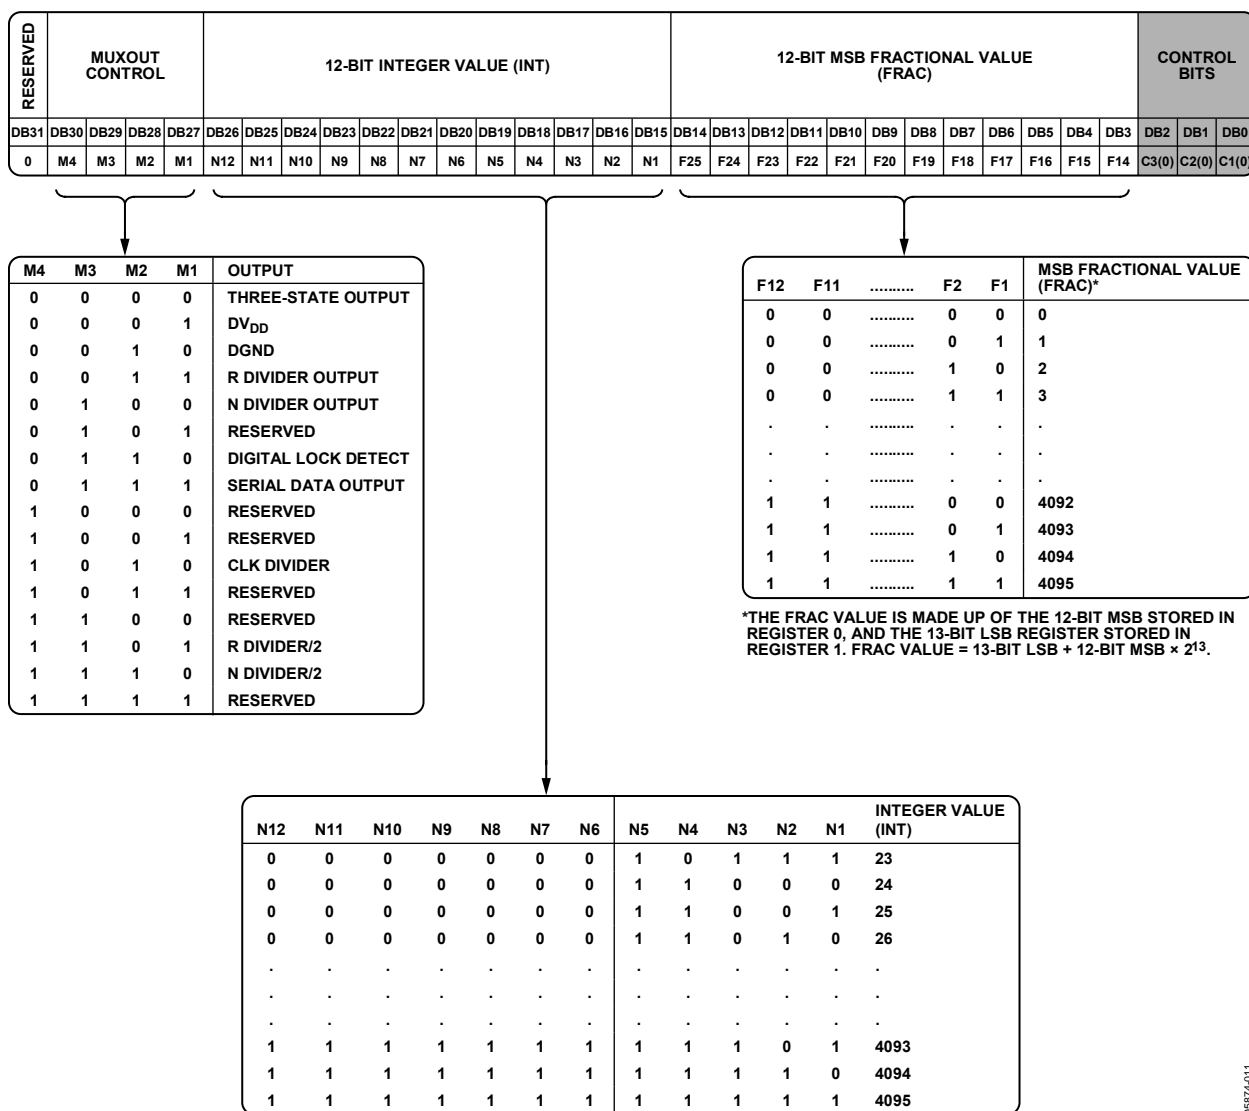 RESERVED
MUXOUT
CONTROL
12-BIT INTEGER VALUE (INT)
12-BIT MSB FRACTIONAL VALUE
(FRAC)
CONTROL
BITS
DB31 DB30 DB29 DB28 DB27 DB26 DB25 DB24 DB23 DB22 DB21 DB20 DB19 DB18 DB17 DB16 DB15 DB14 DB13 DB12 DB11 DB10 DB9 DB8 DB7 DB6 DB5 DB4 DB3 DB2 DB1 DB0
0 M4 M3 M2 M1 N12 N11 N10 N9 N8 N7 N6 N5 N4 N3 N2 N1 F25 F24 F23 F22 F21 F20 F19 F18 F17 F16 F15 F14 C3(0) C2(0) C1(0)
M4 M3 M2 M1 OUTPUT
0 0 0 0 THREE-STATE OUTPUT
0 0 0 1 DVDD
0 0 1 0 DGND
0 0 1 1 R DIVIDER OUTPUT
0 1 0 0 N DIVIDER OUTPUT
0 1 0 1 RESERVED
0 1 1 0 DIGITAL LOCK DETECT
0 1 1 1 SERIAL DATA OUTPUT
1 0 0 0 RESERVED
1 0 0 1 RESERVED
1 0 1 0 CLK DIVIDER
1 0 1 1 RESERVED
1 1 0 0 RESERVED
1 1 0 1 R DIVIDER/2
1 1 1 0 N DIVIDER/2
1 1 1 1 RESERVED
F12 F11 .......... F2 F1 MSB FRACTIONAL VALUE
(FRAC)*
0 0 .......... 0 0 0
0 0 .......... 0 1 1
0 0 .......... 1 0 2
0 0 .......... 1 1 3
. . .......... . . .
. . .......... . . .
. . .......... . . .
1 1 .......... 0 0 4092
1 1 .......... 0 1 4093
1 1 .......... 1 0 4094
1 1 .......... 1 1 4095
*THE FRAC VALUE IS MADE UP OF THE 12-BIT MSB STORED IN
REGISTER 0, AND THE 13-BIT LSB REGISTER STORED IN
REGISTER 1. FRAC VALUE = 13-BIT LSB + 12-BIT MSB × 2¹³.
N12 N11 N10 N9 N8 N7 N6 N5 N4 N3 N2 N1 INTEGER VALUE
(INT)
0 0 0 0 0 0 0 1 0 1 1 1 23
0 0 0 0 0 0 0 1 1 0 0 0 24
0 0 0 0 0 0 0 1 1 0 0 1 25
0 0 0 0 0 0 0 1 1 0 1 0 26
. . . . . . . . . . . . .
. . . . . . . . . . . . .
. . . . . . . . . . . . .
1 1 1 1 1 1 1 1 1 1 0 1 4093
1 1 1 1 1 1 1 1 1 1 1 0 4094
1 1 1 1 1 1 1 1 1 1 1 1 4095